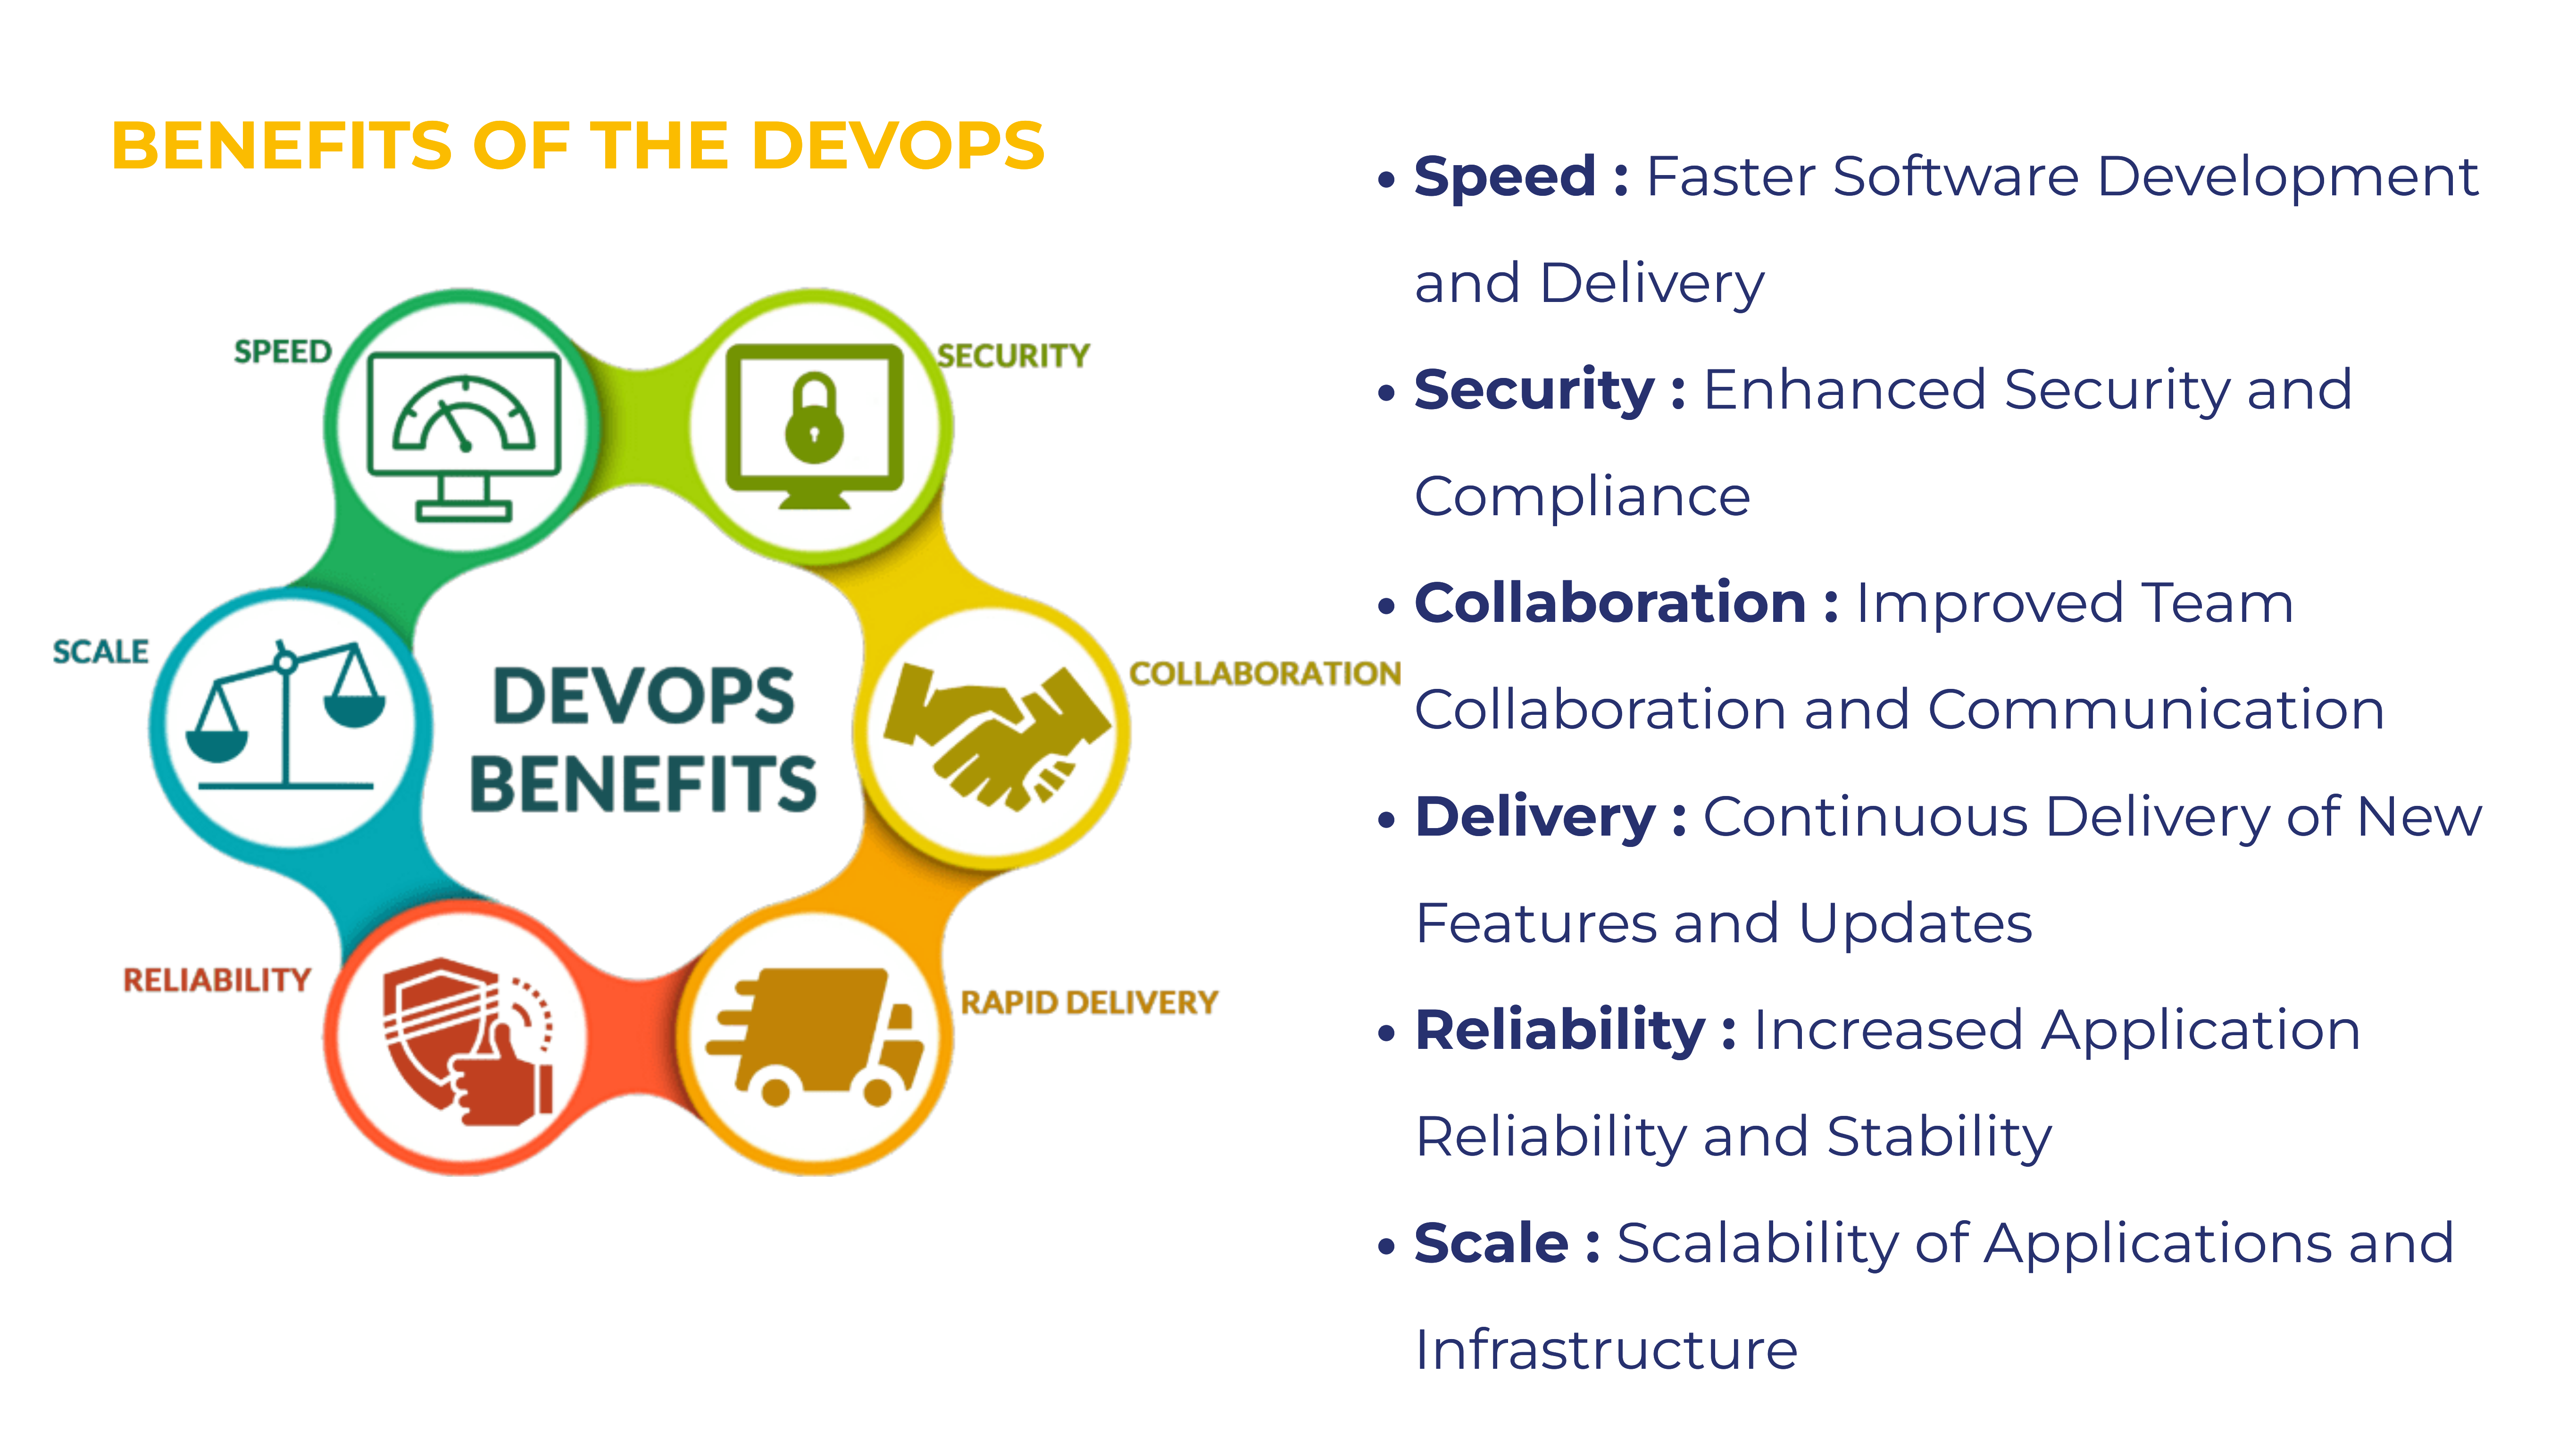 BENEFITS OF THE DEVOPS
SPEED
SECURITY
SCALE
COLLABORATION
DEVOPS
BENEFITS
RELIABILITY
RAPID DELIVERY
• Speed : Faster Software Development
and Delivery
• Security : Enhanced Security and
Compliance
• Collaboration : Improved Team
Collaboration and Communication
• Delivery : Continuous Delivery of New
Features and Updates
• Reliability : Increased Application
Reliability and Stability
• Scale : Scalability of Applications and
Infrastructure